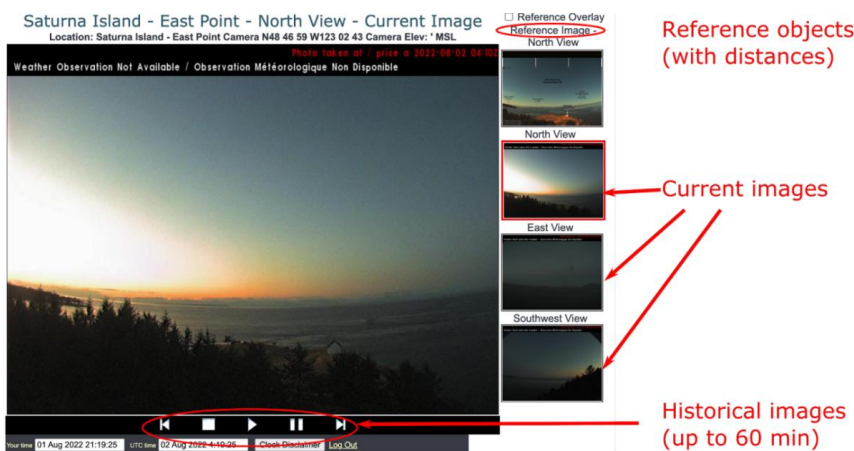 Saturna Island - East Point - North View - Current Image
Location: Saturna Island - East Point Camera N48 46 59 W123 02 43 Camera Elev: ' MSL
Photo taken at / prise a 2022-08-02 04:10Z
Weather Observation Not Available / Observation Météorologique Non Disponible
Reference Overlay
Reference Image -
North View
North View
East View
Southwest View
Reference objects
(with distances)
Current images
Historical images
(up to 60 min)
Your time 01 Aug 2022 21:19:25 UTC time 02 Aug 2022 4:19:25 Clock Disclaimer Log Out